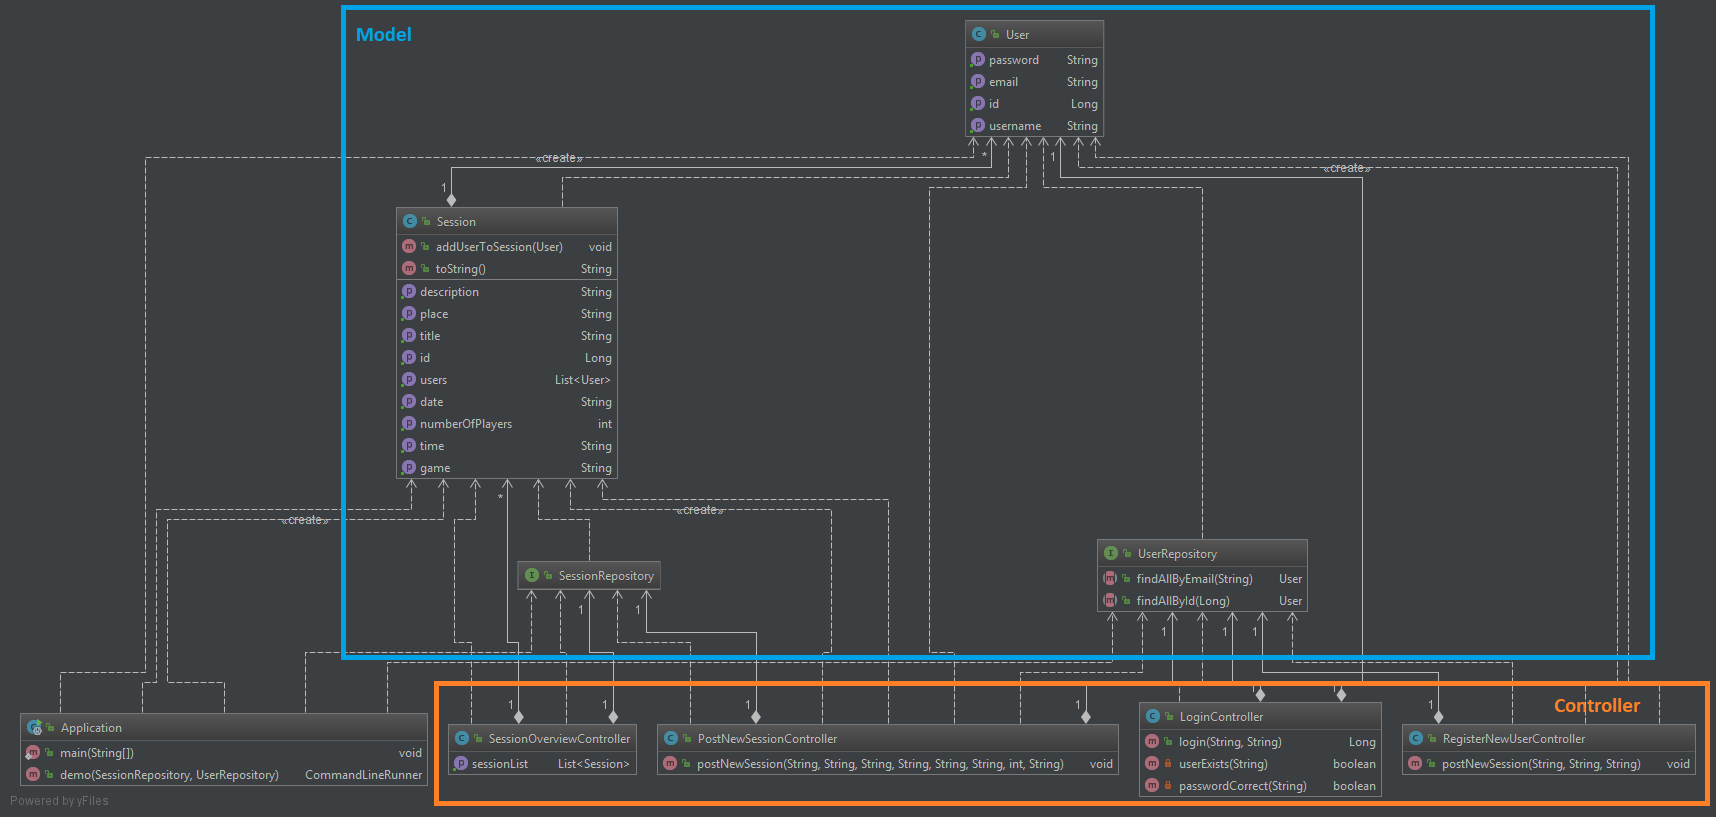 Model
User
password String
email String
id Long
username String
«create»
* 1
«create»
1
Session
addUserToSession(User) void
toString() String
description String
place String
title String
id Long
users List<User>
date String
numberOfPlayers int
time String
game String
*
«create»
«create»
SessionRepository
UserRepository
findAllByEmail(String) User
findAllById(Long) User
1 1
1 1 1
Controller
1 1 1 1 1
Application
main(String[]) void
demo(SessionRepository, UserRepository) CommandLineRunner
SessionOverviewController
sessionList List<Session>
PostNewSessionController
postNewSession(String, String, String, String, String, String, int, String) void
LoginController
login(String, String) Long
userExists(String) boolean
passwordCorrect(String) boolean
RegisterNewUserController
postNewSession(String, String, String) void
Powered by yFiles